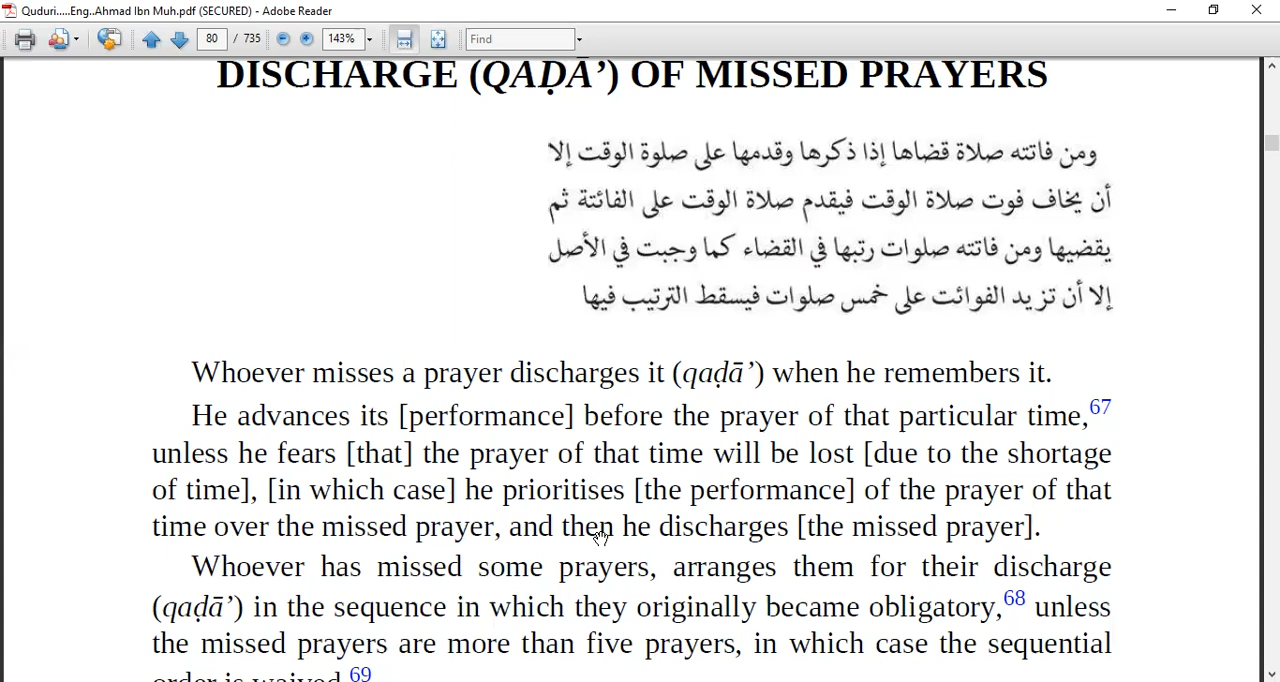 Quduri.....Eng..Ahmad Ibn Muh.pdf (SECURED) - Adobe Reader
80 / 735 143% Find
DISCHARGE (QAḌĀ’) OF MISSED PRAYERS
ومن فاتته صلاة قضاها إذا ذكرها وقدمها على صلوة الوقت إلا
أن يخاف فوت صلاة الوقت فيقدم صلاة الوقت على الفائتة ثم
يقضيها ومن فاتته صلوات رتبها في القضاء كما وجبت في الأصل
إلا أن تزيد الفوائت على خمس صلوات فيسقط الترتيب فيها
Whoever misses a prayer discharges it (qaḍā’) when he remembers it.
He advances its [performance] before the prayer of that particular time,67
unless he fears [that] the prayer of that time will be lost [due to the shortage
of time], [in which case] he prioritises [the performance] of the prayer of that
time over the missed prayer, and then he discharges [the missed prayer].
Whoever has missed some prayers, arranges them for their discharge
(qaḍā’) in the sequence in which they originally became obligatory,68 unless
the missed prayers are more than five prayers, in which case the sequential
order is waived.69